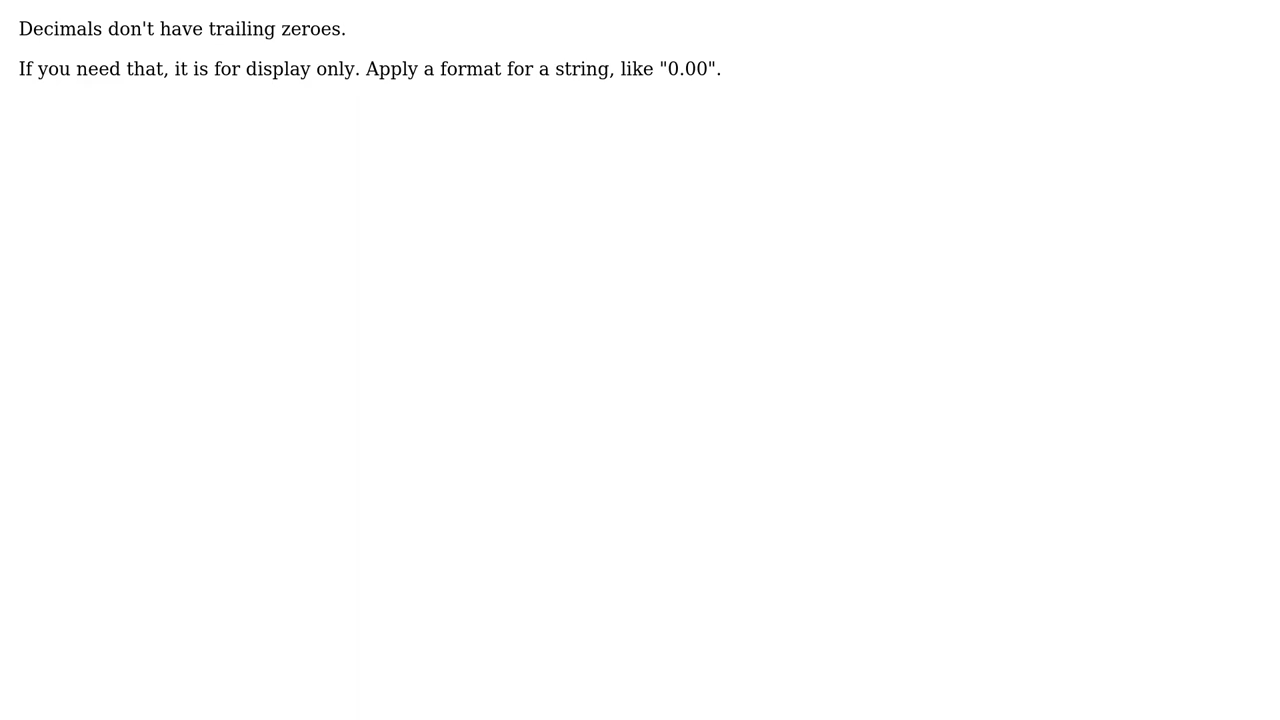 Decimals don't have trailing zeroes.
If you need that, it is for display only. Apply a format for a string, like "0.00".